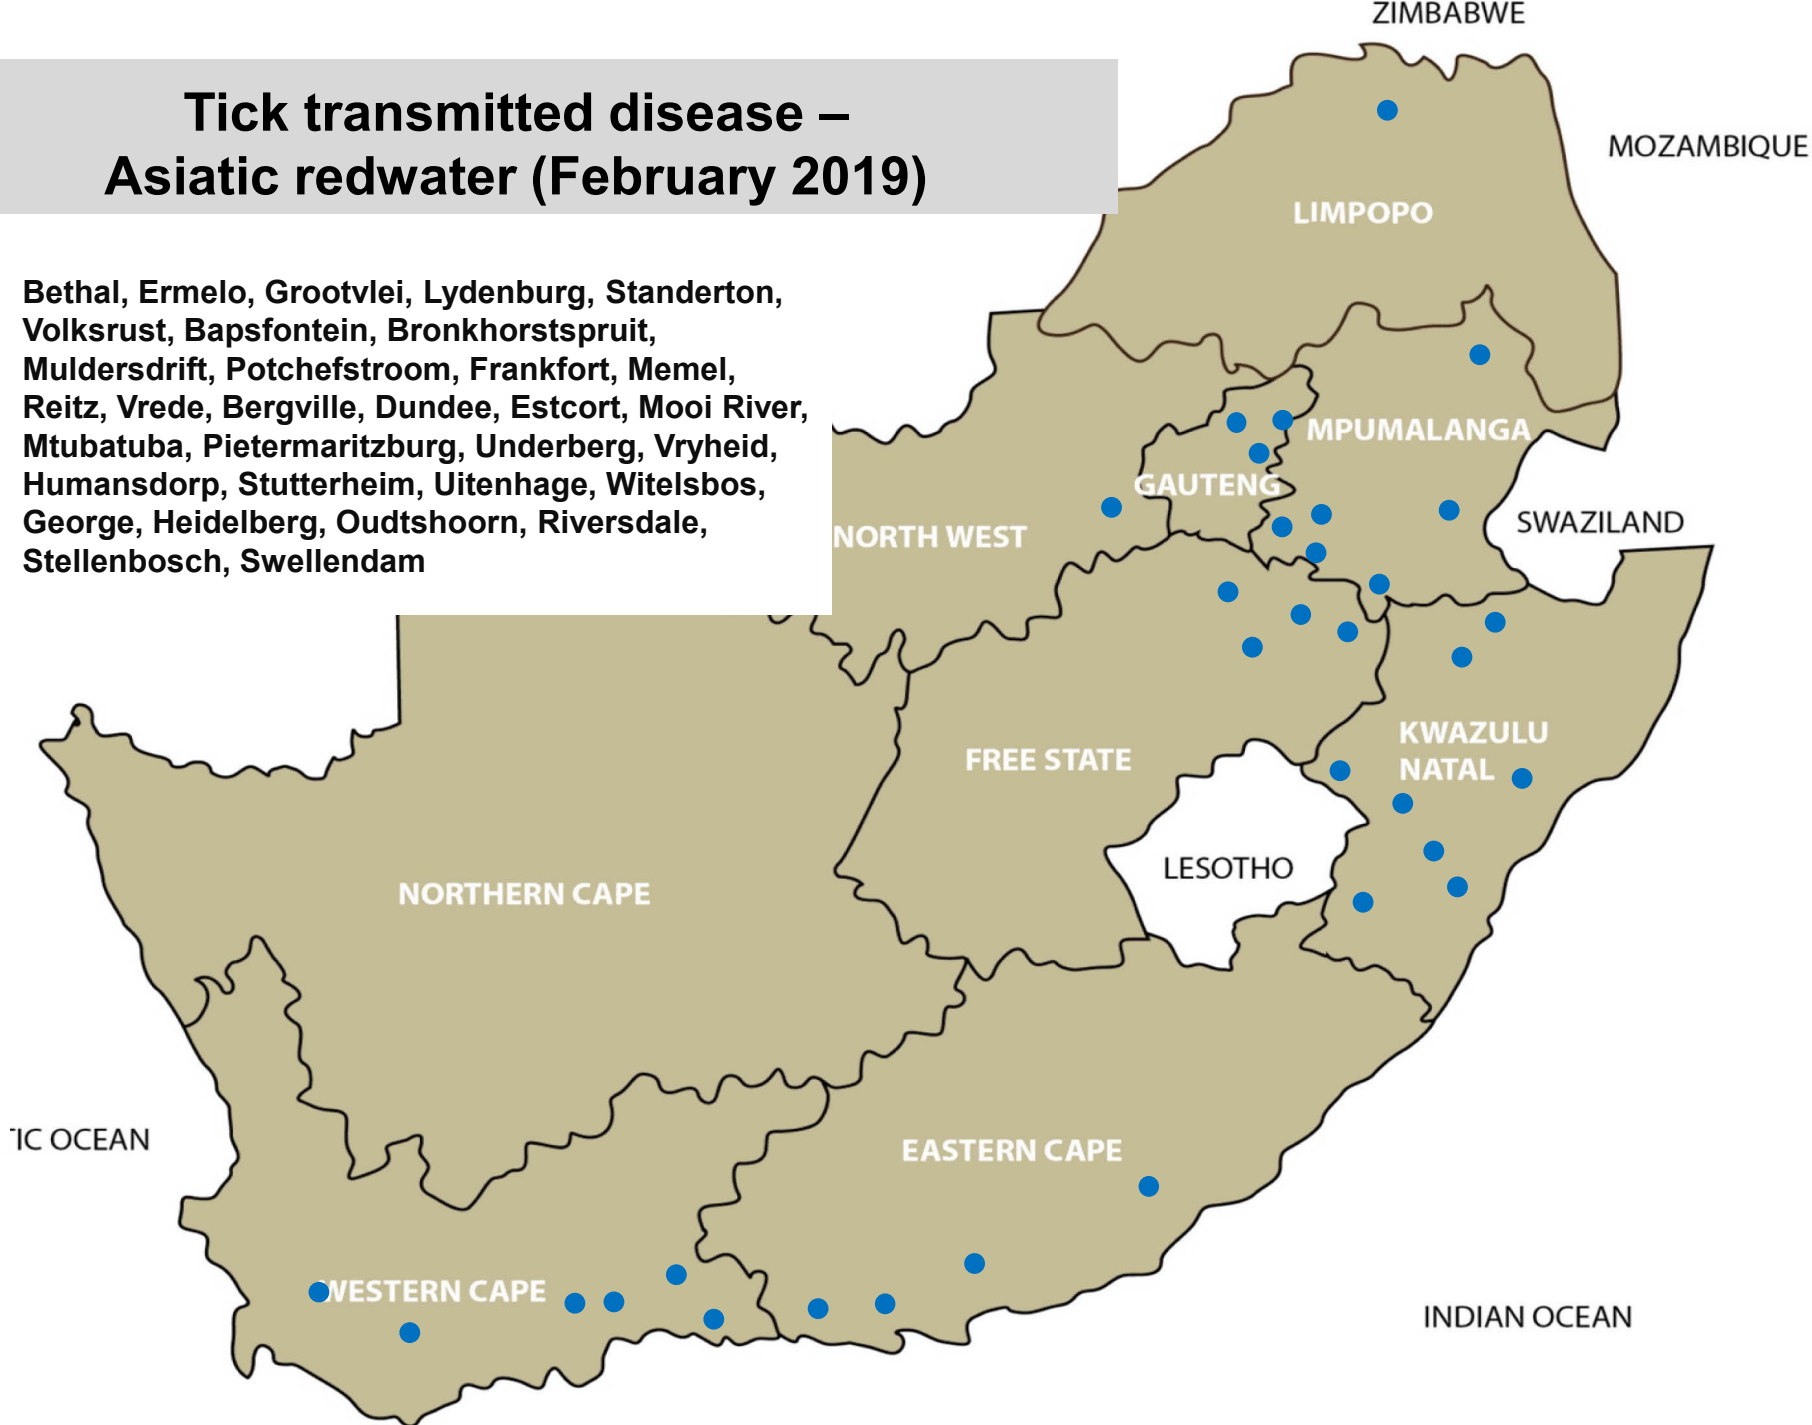 ZIMBABWE
Tick transmitted disease –
Asiatic redwater (February 2019)
MOZAMBIQUE
LIMPOPO
Bethal, Ermelo, Grootvlei, Lydenburg, Standerton,
Volksrust, Bapsfontein, Bronkhorstspruit,
Muldersdrift, Potchefstroom, Frankfort, Memel,
Reitz, Vrede, Bergville, Dundee, Estcort, Mooi River,
Mtubatuba, Pietermaritzburg, Underberg, Vryheid,
Humansdorp, Stutterheim, Uitenhage, Witelsbos,
George, Heidelberg, Oudtshoorn, Riversdale,
Stellenbosch, Swellendam
MPUMALANGA
GAUTENG
NORTH WEST
SWAZILAND
KWAZULU
NATAL
FREE STATE
LESOTHO
NORTHERN CAPE
TIC OCEAN
EASTERN CAPE
WESTERN CAPE
INDIAN OCEAN